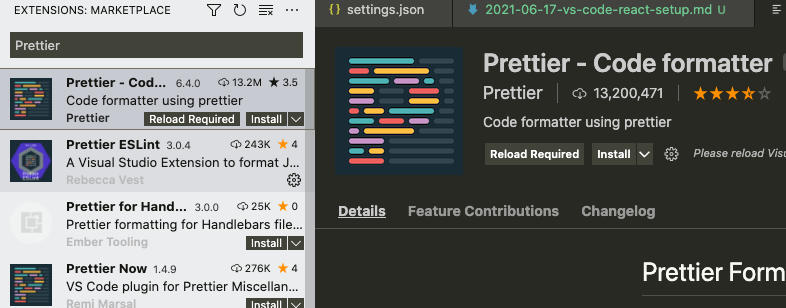 EXTENSIONS: MARKETPLACE
Prettier
Prettier - Cod... 6.4.0 13.2M ★ 3.5
Code formatter using prettier
Prettier Reload Required Install
Prettier ESLint 3.0.4 243K ★ 4
A Visual Studio Extension to format J...
Rebecca Vest
Prettier for Hand... 3.0.0 25K ★ 0
Prettier formatting for Handlebars file...
Ember Tooling Install
Prettier Now 1.4.9 276K ★ 4
VS Code plugin for Prettier Miscellan...
Remi Marsal Install
{} settings.json 2021-06-17-vs-code-react-setup.md U
Prettier - Code formatter
Prettier 13,200,471
Code formatter using prettier
Reload Required Install Please reload Visu
Details Feature Contributions Changelog
Prettier Form